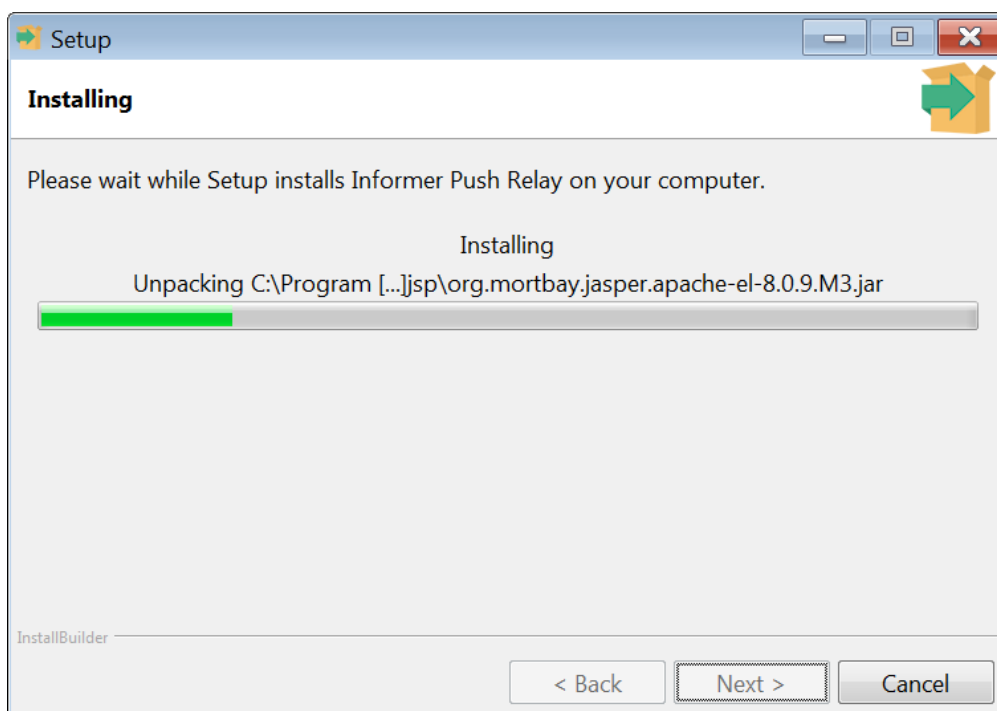 Setup
Installing
Please wait while Setup installs Informer Push Relay on your computer.
Installing
Unpacking C:\Program [...]jsp\org.mortbay.jasper.apache-el-8.0.9.M3.jar
InstallBuilder
< Back
Next >
Cancel